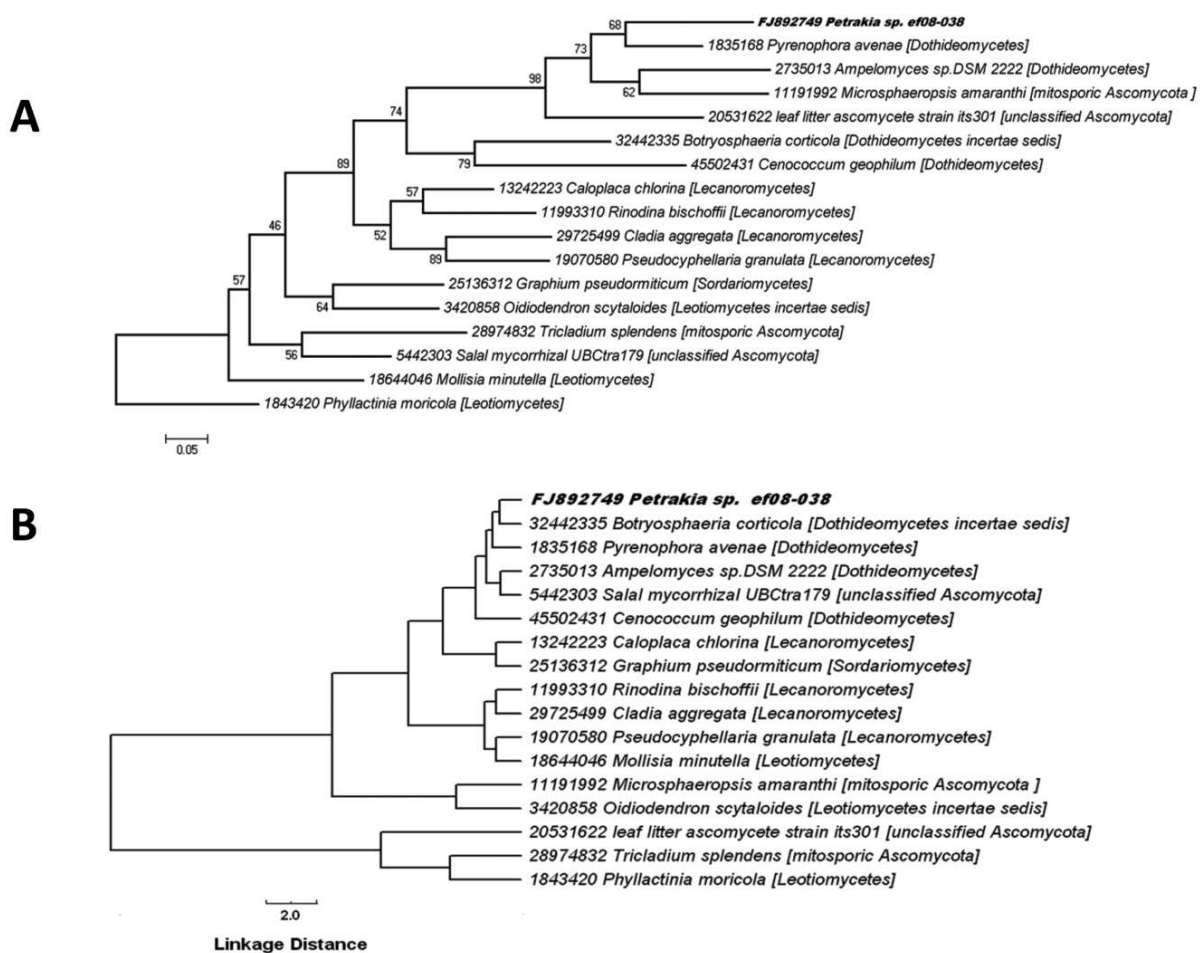 A
FJ892749 Petrakia sp. ef08-038
68
1835168 Pyrenophora avenae [Dothideomycetes]
73
2735013 Ampelomyces sp.DSM 2222 [Dothideomycetes]
98
62
11191992 Microsphaeropsis amaranthi [mitosporic Ascomycota ]
74
20531622 leaf litter ascomycete strain its301 [unclassified Ascomycota]
32442335 Botryosphaeria corticola [Dothideomycetes incertae sedis]
89
79
45502431 Cenococcum geophilum [Dothideomycetes]
57
13242223 Caloplaca chlorina [Lecanoromycetes]
11993310 Rinodina bischoffii [Lecanoromycetes]
46
52
29725499 Cladia aggregata [Lecanoromycetes]
89
19070580 Pseudocyphellaria granulata [Lecanoromycetes]
57
25136312 Graphium pseudormiticum [Sordariomycetes]
64
3420858 Oidiodendron scytaloides [Leotiomycetes incertae sedis]
28974832 Tricladium splendens [mitosporic Ascomycota]
56
5442303 Salal mycorrhizal UBCtra179 [unclassified Ascomycota]
18644046 Mollisia minutella [Leotiomycetes]
1843420 Phyllactinia moricola [Leotiomycetes]
0.05
B
FJ892749 Petrakia sp. ef08-038
32442335 Botryosphaeria corticola [Dothideomycetes incertae sedis]
1835168 Pyrenophora avenae [Dothideomycetes]
2735013 Ampelomyces sp.DSM 2222 [Dothideomycetes]
5442303 Salal mycorrhizal UBCtra179 [unclassified Ascomycota]
45502431 Cenococcum geophilum [Dothideomycetes]
13242223 Caloplaca chlorina [Lecanoromycetes]
25136312 Graphium pseudormiticum [Sordariomycetes]
11993310 Rinodina bischoffii [Lecanoromycetes]
29725499 Cladia aggregata [Lecanoromycetes]
19070580 Pseudocyphellaria granulata [Lecanoromycetes]
18644046 Mollisia minutella [Leotiomycetes]
11191992 Microsphaeropsis amaranthi [mitosporic Ascomycota ]
3420858 Oidiodendron scytaloides [Leotiomycetes incertae sedis]
20531622 leaf litter ascomycete strain its301 [unclassified Ascomycota]
28974832 Tricladium splendens [mitosporic Ascomycota]
1843420 Phyllactinia moricola [Leotiomycetes]
2.0
Linkage Distance